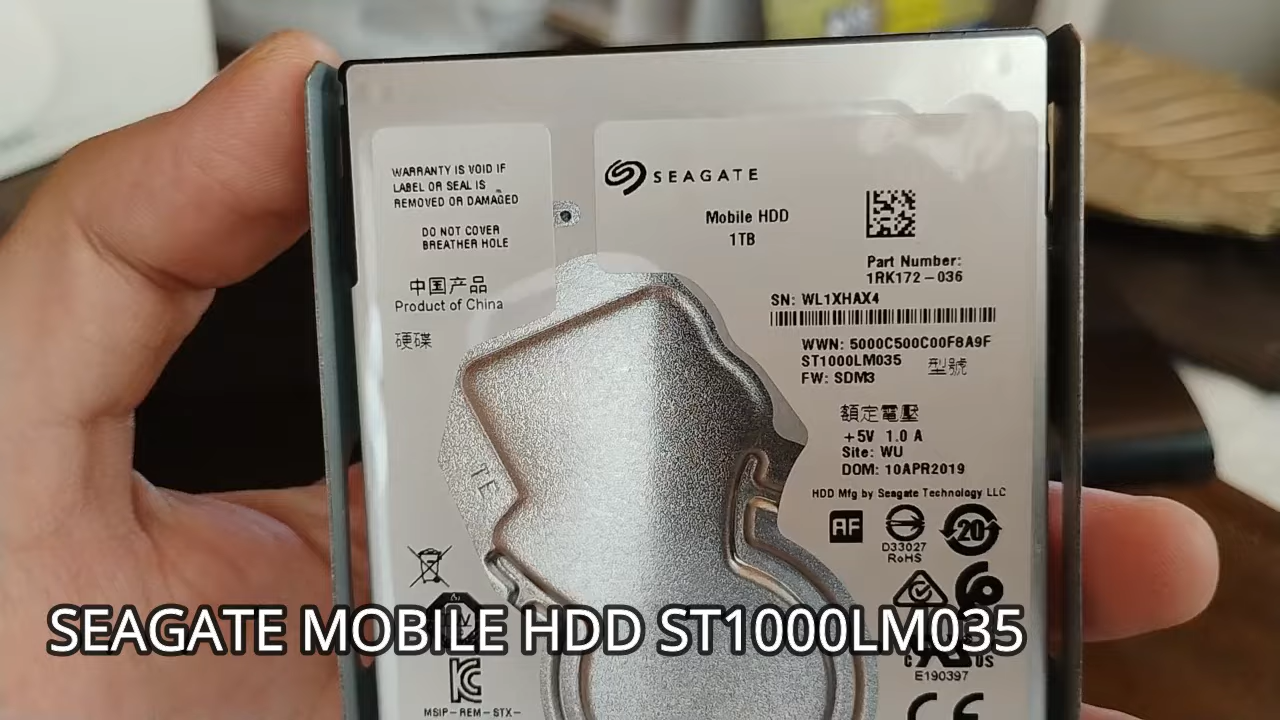 WARRANTY IS VOID IF
LABEL OR SEAL IS
REMOVED OR DAMAGED
DO NOT COVER
BREATHER HOLE
中国产品
Product of China
硬碟
SEAGATE
Mobile HDD
1TB
Part Number:
1RK172-036
SN: WL1XHAX4
WWN: 5000C500C00F8A9F
ST1000LM035 型號
FW: SDM3
額定電壓
+5V 1.0 A
Site: WU
DOM: 10APR2019
HDD Mfg by Seagate Technology LLC
TE
AF
20
D33027
RoHS
SEAGATE MOBILE HDD ST1000LM035
C US
E190397
MSIP-REM-STX-
CE